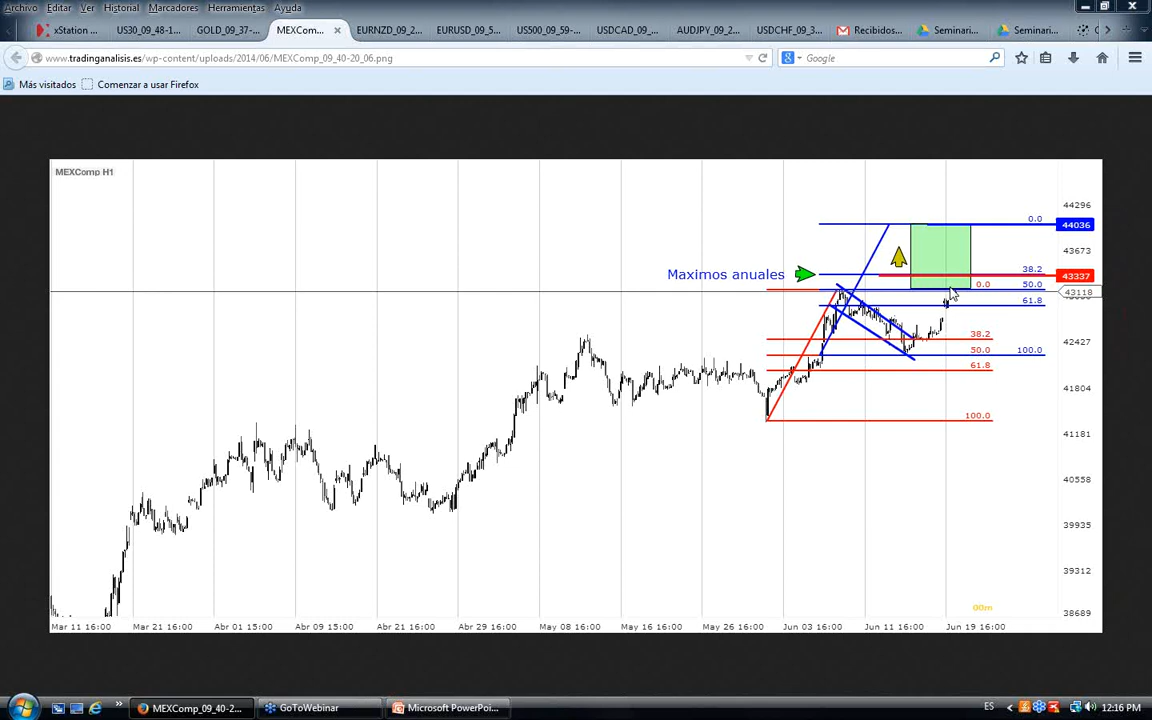 Archivo Editar Ver Historial Marcadores Herramientas Ayuda
xStation ... US30_09_48-1... GOLD_09_37-... MEXCom... EURNZD_09_2... EURUSD_09_5... US500_09_59-... USDCAD_09_... AUDJPY_09_2... USDCHF_09_3... Recibidos... Seminari... Seminari...
www.tradinganalisis.es/wp-content/uploads/2014/06/MEXComp_09_40-20_06.png
Google
Más visitados Comenzar a usar Firefox
MEXComp H1
44296
0.0
44036
43673
Maximos anuales
38.2
43337
0.0
50.0
43118
61.8
38.2
42427
50.0
100.0
61.8
41804
100.0
41181
40558
39935
39312
00m
38689
Mar 11 16:00 Mar 21 16:00 Abr 01 15:00 Abr 09 15:00 Abr 21 16:00 Abr 29 16:00 May 08 16:00 May 16 16:00 May 26 16:00 Jun 03 16:00 Jun 11 16:00 Jun 19 16:00
MEXComp_09_40-2... GoToWebinar Microsoft PowerPoi... ES 12:16 PM